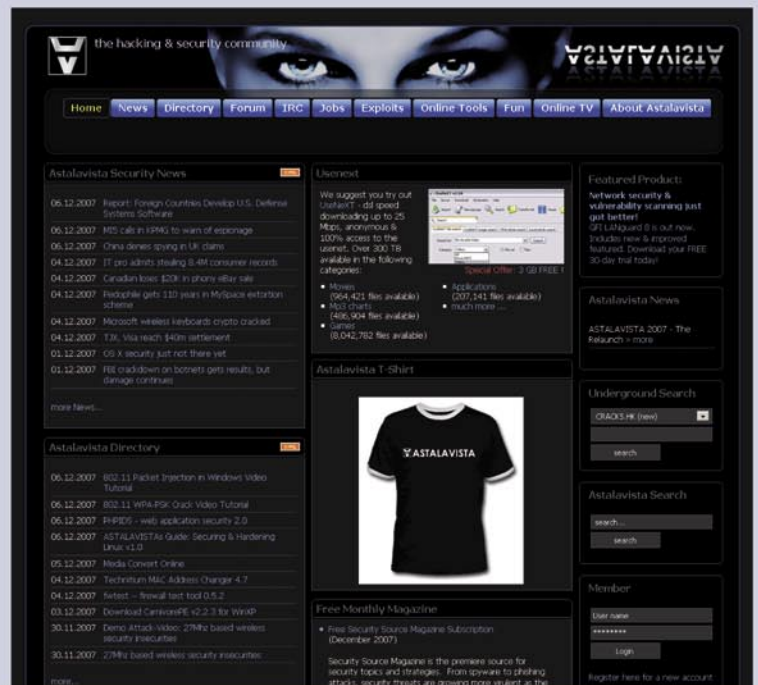 the hacking & security community
ASTALAVISTA
Home News Directory Forum IRC Jobs Exploits Online Tools Fun Online TV About Astalavista
Astalavista Security News
06.12.2007 Report: Foreign Countries Develop U.S. Defense
Systems Software
06.12.2007 MI5 calls in KPMG to warn of espionage
06.12.2007 China denies spying in UK claims
04.12.2007 IT pro admits stealing 8.4M consumer records
04.12.2007 Canadian loses $20K in phony eBay sale
04.12.2007 Pedophile gets 110 years in MySpace extortion
scheme
04.12.2007 Microsoft wireless keyboards crypto cracked
04.12.2007 TJX, Visa reach $40m settlement
01.12.2007 OS X security just not there yet
01.12.2007 FBI crackdown on botnets gets results, but
damage continues
more News...
Astalavista Directory
06.12.2007 802.11 Packet Injection in Windows Video
Tutorial
06.12.2007 802.11 WPA-PSK Crack Video Tutorial
06.12.2007 PHPIDS - web application security 2.0
06.12.2007 ASTALAVISTAs Guide: Securing & Hardening
Linux v1.0
05.12.2007 Media Convert Online
04.12.2007 Technitium MAC Address Changer 4.7
04.12.2007 fwtest - firewall test tool 0.5.2
03.12.2007 Download CarnivorePE v2.2.3 for WinXP
30.11.2007 Demo Attack-Video: 27Mhz based wireless
security insecurities
30.11.2007 27Mhz based wireless security insecurities
more...
Usenext
We suggest you try out
UseNeXT - dsl speed
downloading up to 25
Mbps, anonymous &
100% access to the
usenet. Over 300 TB
available in the following
categories:
Special Offer: 3 GB FREE !
Movies
(964,421 files available)
Mp3 charts
(486,904 files available)
Games
(8,042,782 files available)
Applications
(207,141 files available)
much more ...
Astalavista T-Shirt
ASTALAVISTA
Free Monthly Magazine
Free Security Source Magazine Subscription
(December 2007)
Security Source Magazine is the premiere source for
security topics and strategies. From spyware to phishing
attacks, security threats are growing more virulent as the
Featured Product:
Network security &
vulnerability scanning just
got better!
GFI LANguard 8 is out now.
Includes new & improved
featured. Download your FREE
30-day trial today!
Astalavista News
ASTALAVISTA 2007 - The
Relaunch » more
Underground Search
CRACKS.HK (new)
search
Astalavista Search
search...
search
Member
User name
********
Login
Register here for a new account